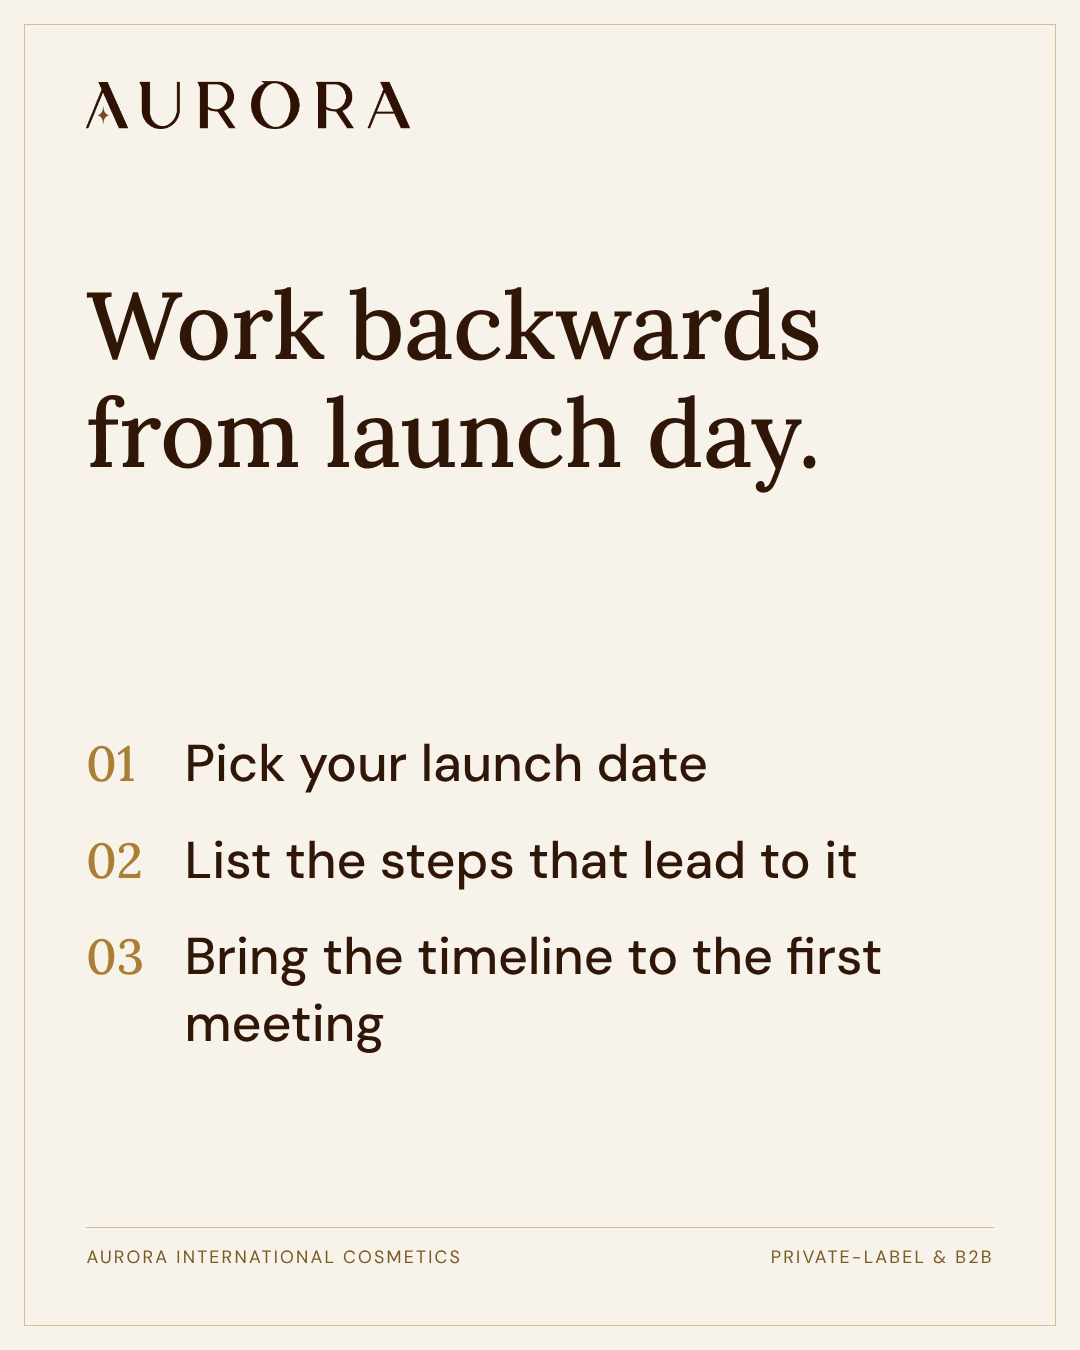 AURORA
Work backwards
from launch day.
01 Pick your launch date
02 List the steps that lead to it
03 Bring the timeline to the first
meeting
AURORA INTERNATIONAL COSMETICS
PRIVATE-LABEL & B2B